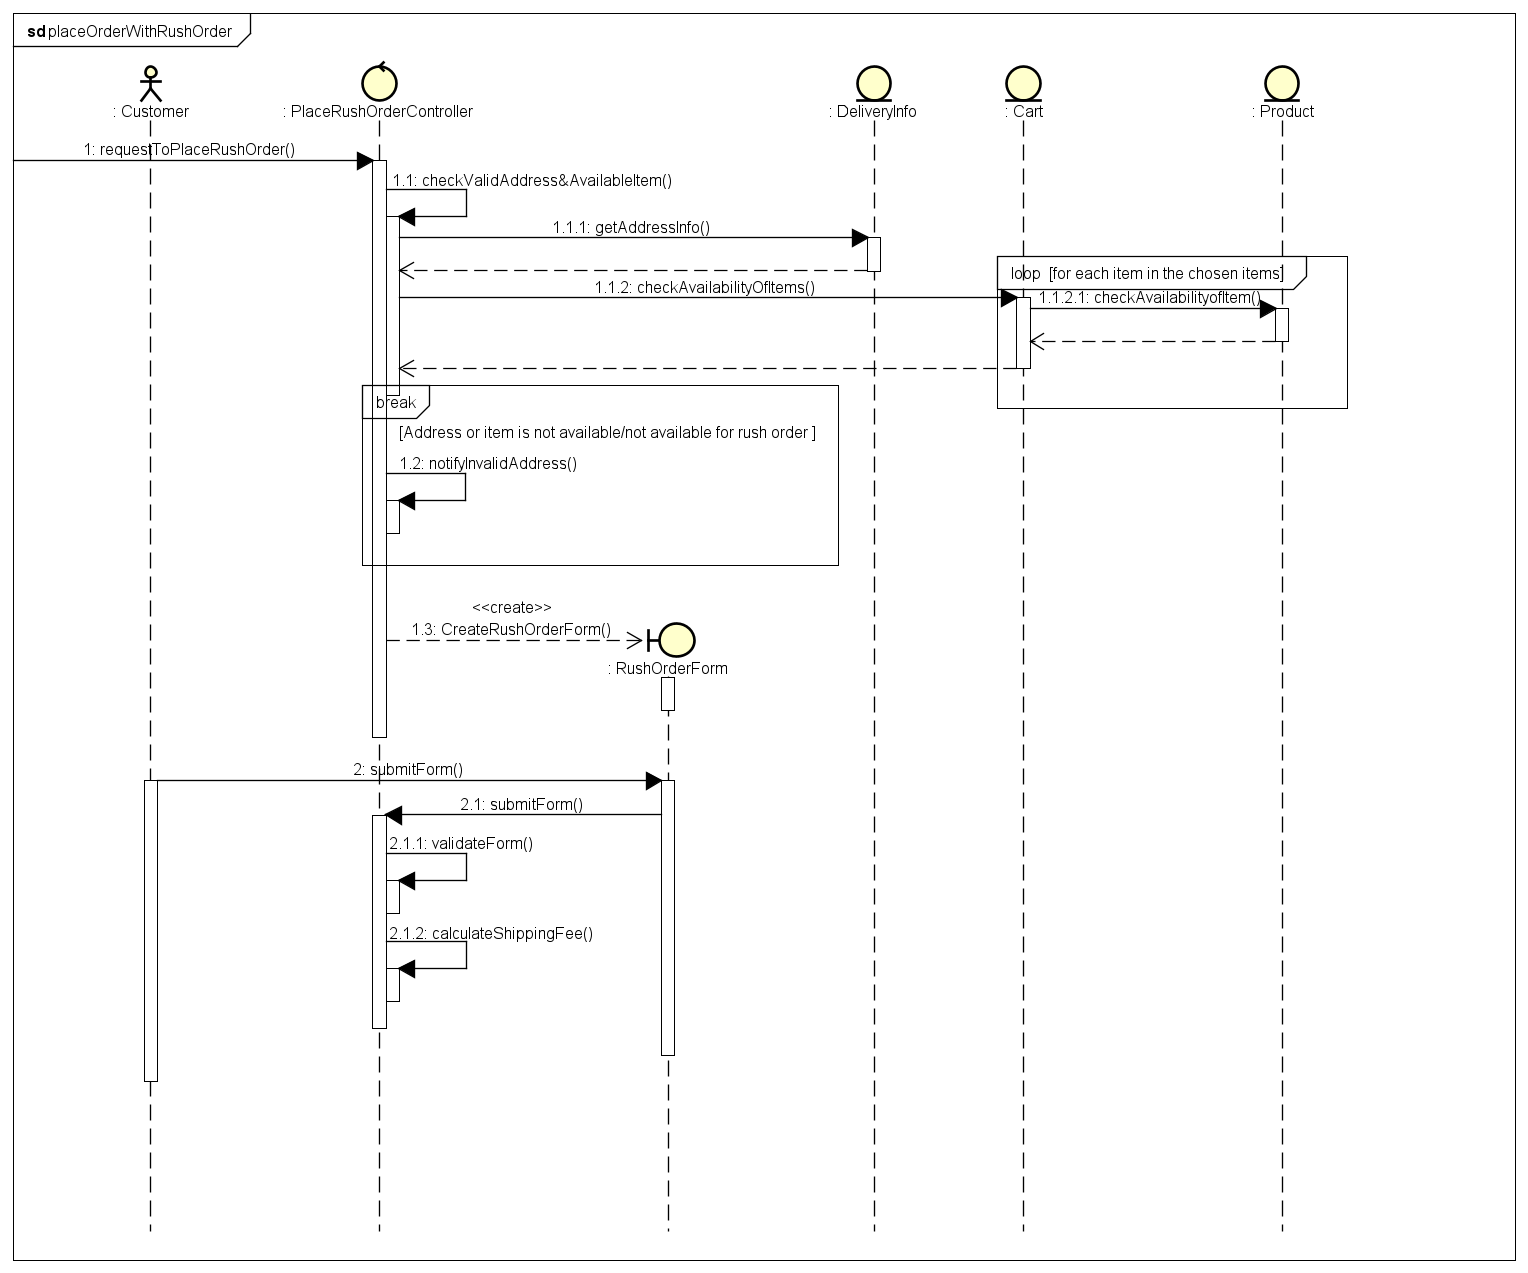 sd placeOrderWithRushOrder
: Customer
: PlaceRushOrderController
: DeliveryInfo
: Cart
: Product
1: requestToPlaceRushOrder()
1.1: checkValidAddress&AvailableItem()
1.1.1: getAddressInfo()
loop [for each item in the chosen items]
1.1.2: checkAvailabilityOfItems()
1.1.2.1: checkAvailabilityofItem()
break
[Address or item is not available/not available for rush order ]
1.2: notifyInvalidAddress()
<<create>>
1.3: CreateRushOrderForm()
: RushOrderForm
2: submitForm()
2.1: submitForm()
2.1.1: validateForm()
2.1.2: calculateShippingFee()